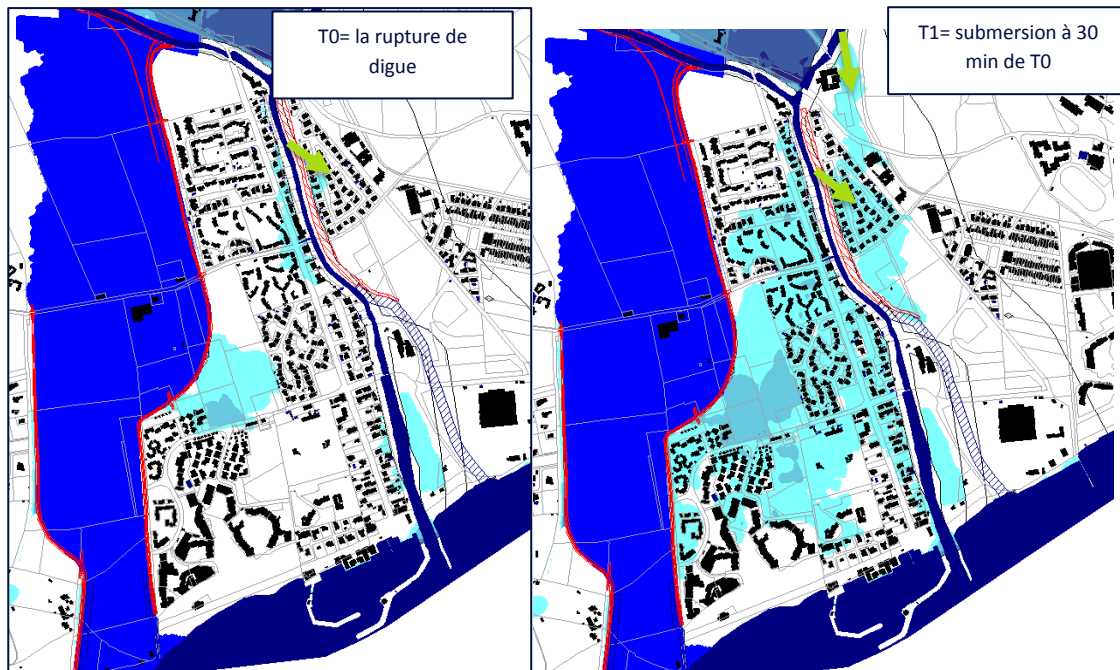 T0= la rupture de
digue
T1= submersion à 30
min de T0